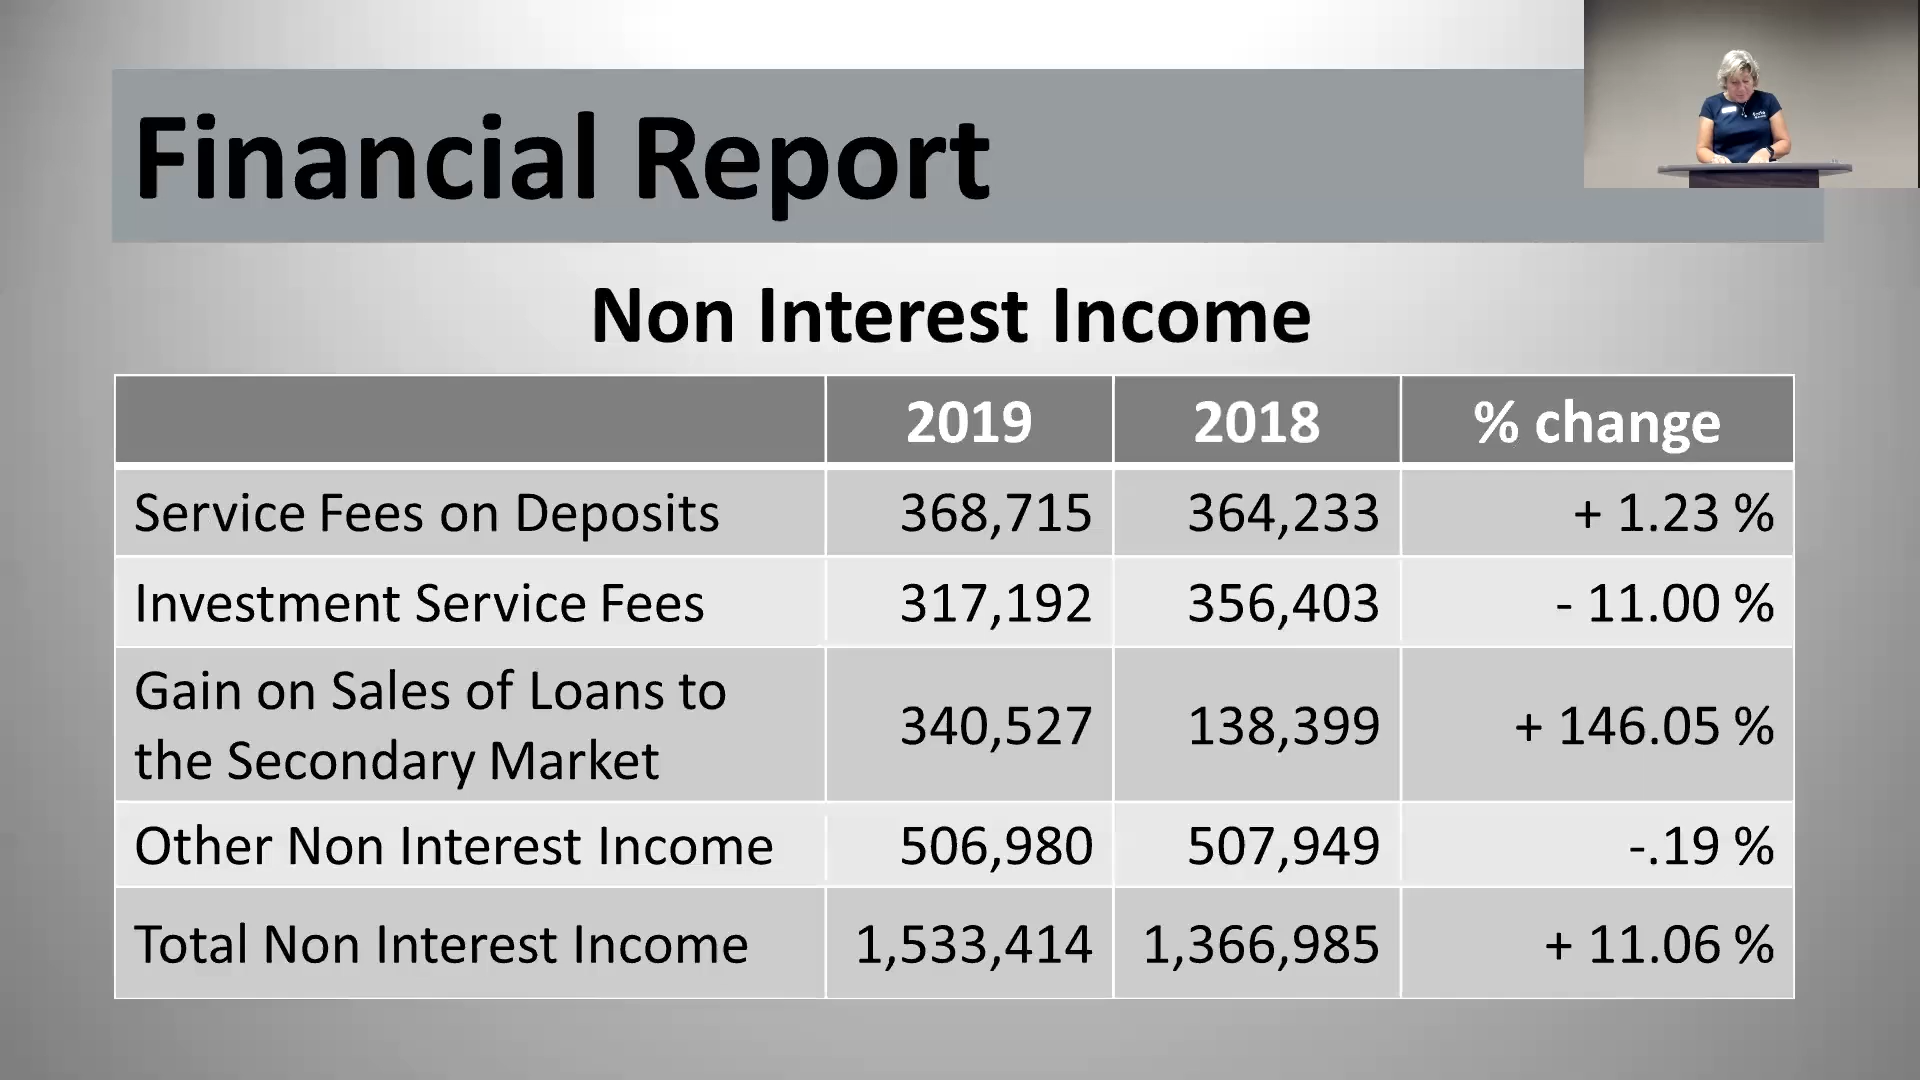 Financial Report
Non Interest Income
2019 2018 % change
Service Fees on Deposits 368,715 364,233 + 1.23 %
Investment Service Fees 317,192 356,403 - 11.00 %
Gain on Sales of Loans to
the Secondary Market 340,527 138,399 + 146.05 %
Other Non Interest Income 506,980 507,949 -.19 %
Total Non Interest Income 1,533,414 1,366,985 + 11.06 %